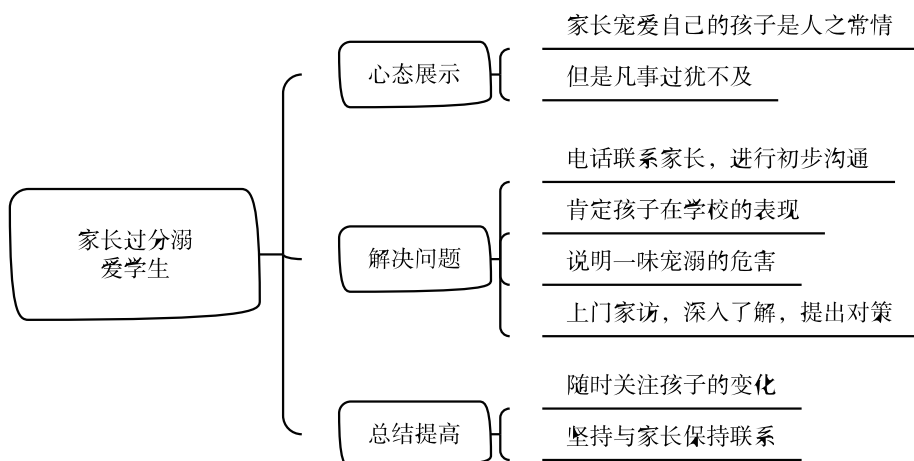 家长过分溺
爱学生
心态展示
家长宠爱自己的孩子是人之常情
但是凡事过犹不及
解决问题
电话联系家长，进行初步沟通
肯定孩子在学校的表现
说明一味宠溺的危害
上门家访，深入了解，提出对策
总结提高
随时关注孩子的变化
坚持与家长保持联系